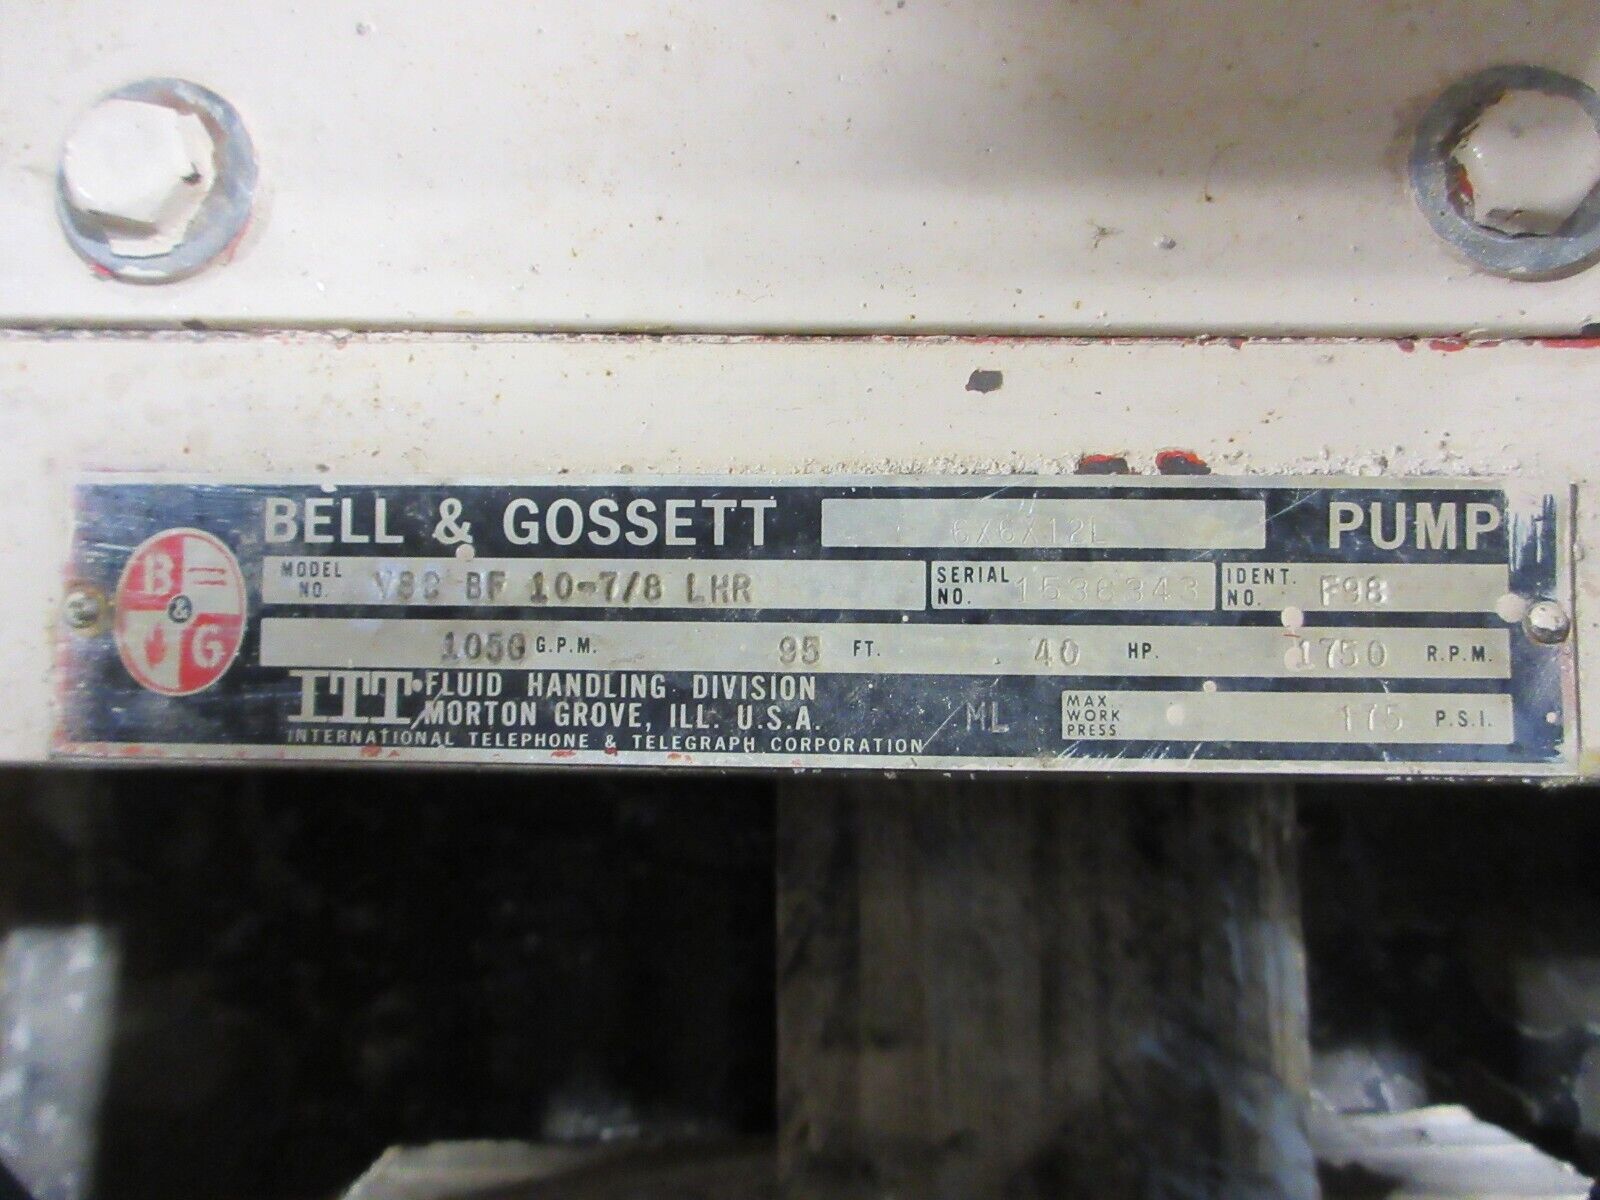 BELL & GOSSETT 6X6X12L PUMP
B & G
MODEL NO. VSC BF 10-7/8 LHR SERIAL NO. 1536343 IDENT. NO. F98
1050 G.P.M. 95 FT. 40 HP. 1750 R.P.M.
ITT FLUID HANDLING DIVISION
MORTON GROVE, ILL. U.S.A. ML MAX WORK PRESS 175 P.S.I.
INTERNATIONAL TELEPHONE & TELEGRAPH CORPORATION